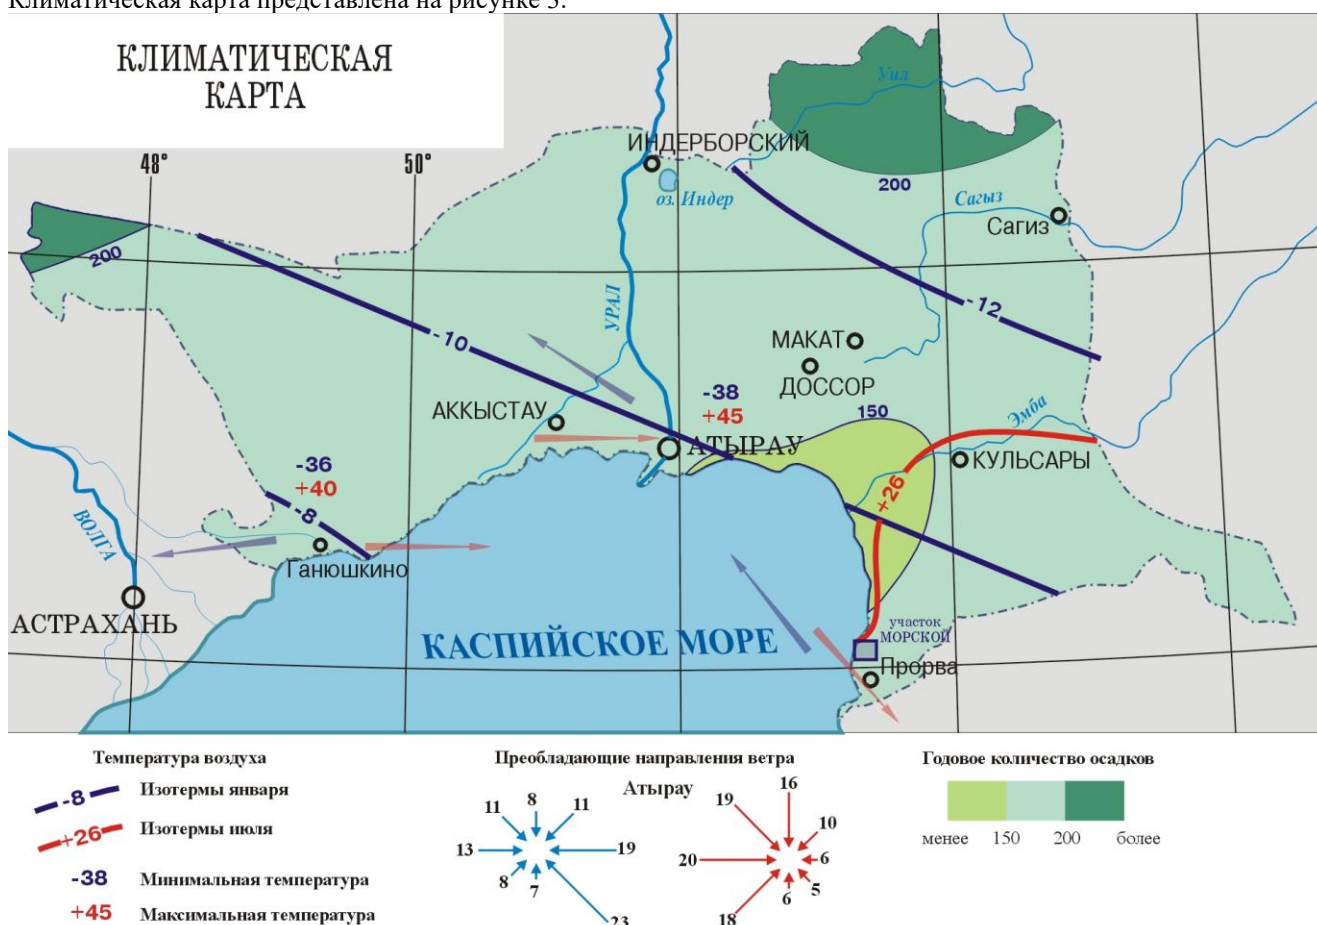 Климатическая карта представлена на рисунке 3.
КЛИМАТИЧЕСКАЯ
КАРТА
48°
50°
Уил
ИНДЕРБОРСКИЙ
оз. Индер
200
Сагыз
Сагиз
200
УРАЛ
-10
-12
МАКАТ
ДОССОР
-38
+45
150
Эмба
АККЫСТАУ
АТЫРАУ
КУЛЬСАРЫ
-36
+40
+26
-8
ВОЛГА
Ганюшкино
АСТРАХАНЬ
КАСПИЙСКОЕ МОРЕ
участок
МОРСКОЙ
Прорва
Температура воздуха
-8 Изотермы января
+26 Изотермы июля
-38 Минимальная температура
+45 Максимальная температура
Преобладающие направления ветра
Атырау
11 8 11
13 19
8 7 23
19 16 10
20 6
18 6 5
Годовое количество осадков
менее 150 200 более